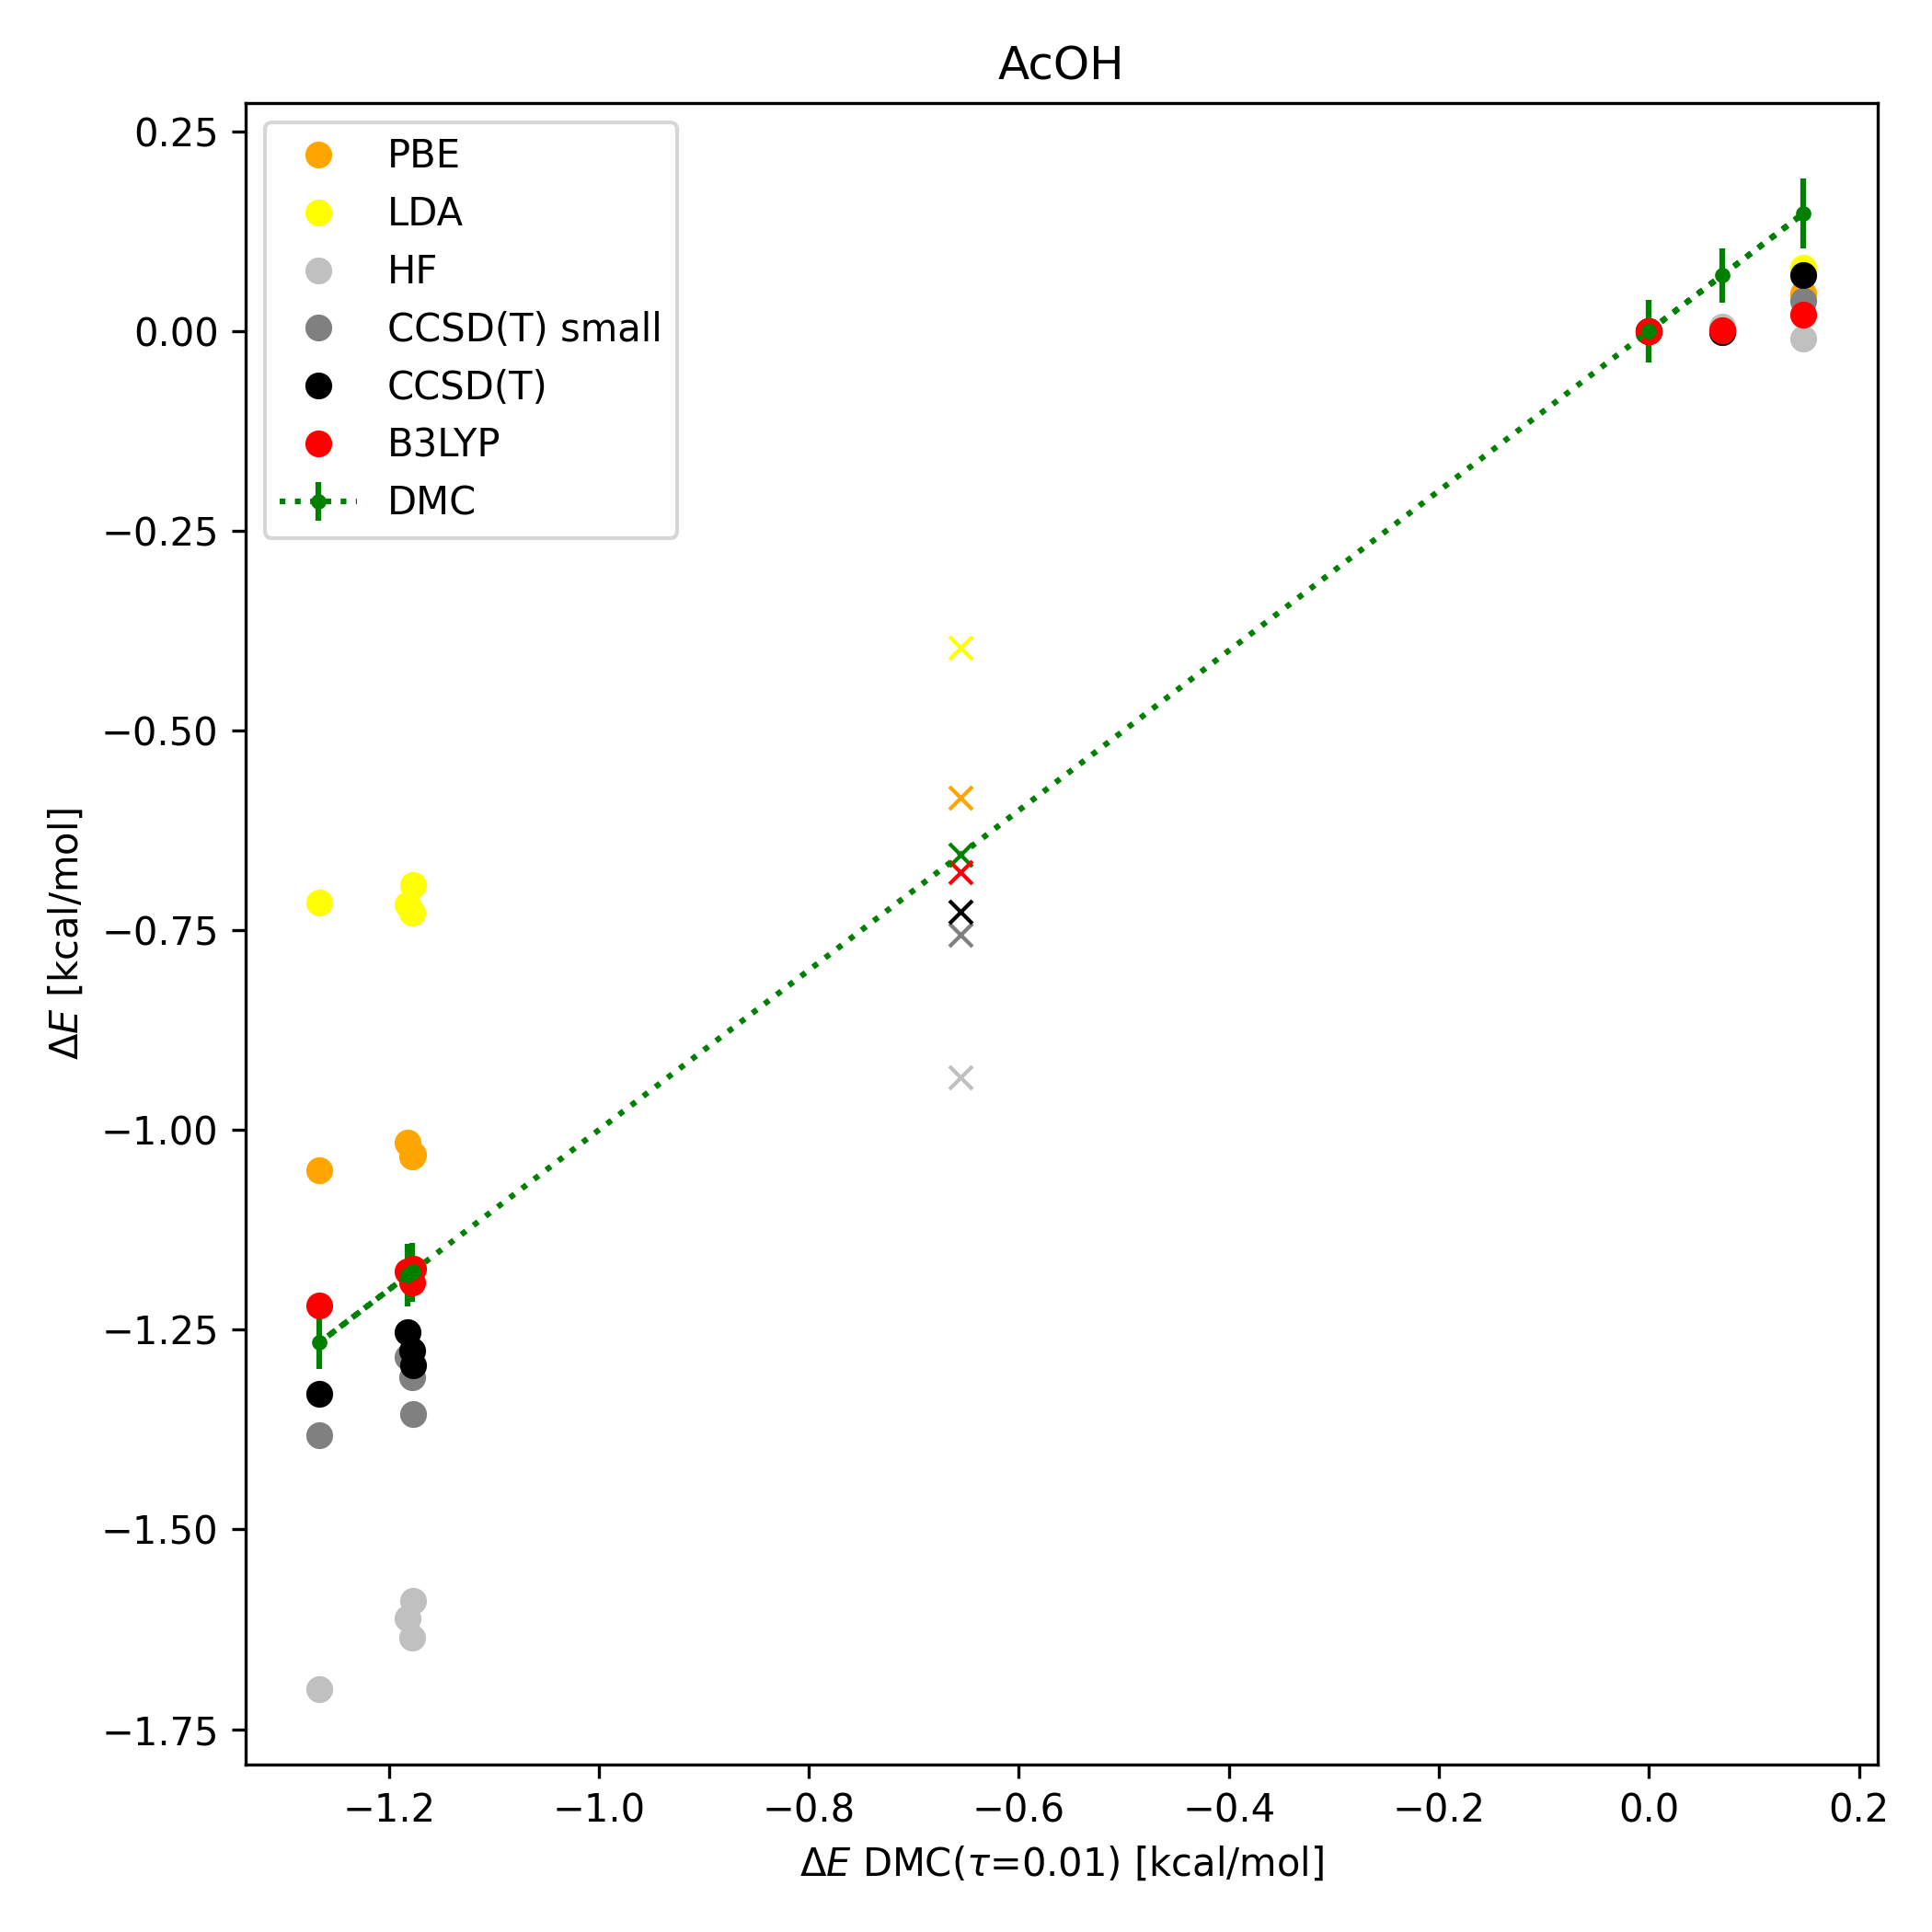 AcOH
PBE
LDA
HF
CCSD(T) small
CCSD(T)
B3LYP
DMC
0.25
0.00
−0.25
−0.50
−0.75
−1.00
−1.25
−1.50
−1.75
ΔE [kcal/mol]
−1.2 −1.0 −0.8 −0.6 −0.4 −0.2 0.0 0.2
ΔE DMC(τ=0.01) [kcal/mol]